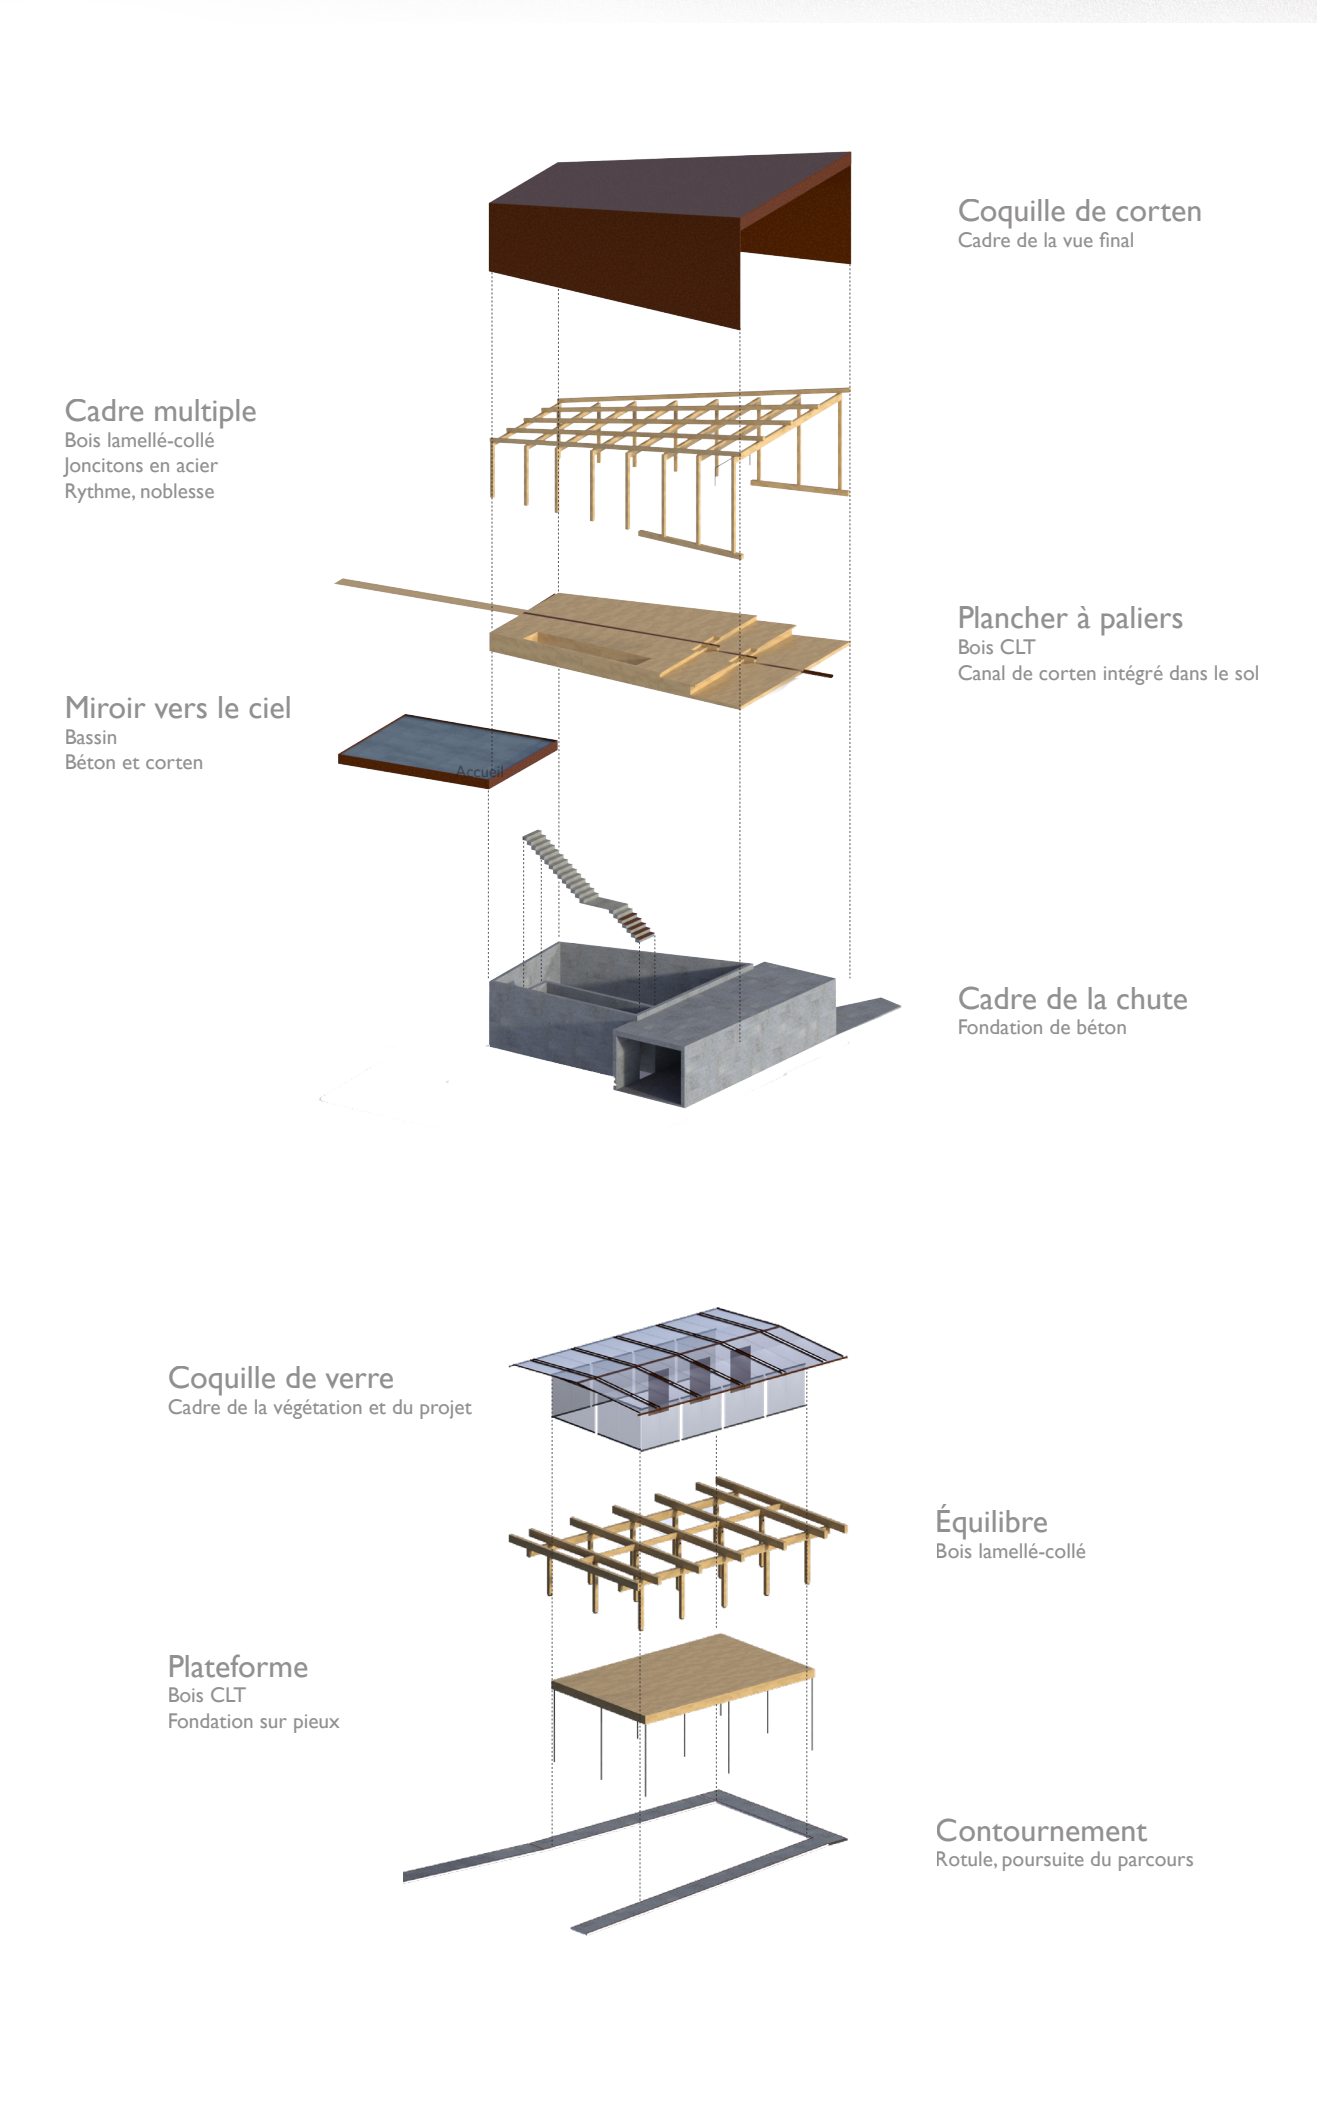 Coquille de corten
Cadre de la vue final
Cadre multiple
Bois lamellé-collé
Joncitons en acier
Rythme, noblesse
Plancher à paliers
Bois CLT
Canal de corten intégré dans le sol
Miroir vers le ciel
Bassin
Béton et corten
Accueil
Cadre de la chute
Fondation de béton
Coquille de verre
Cadre de la végétation et du projet
Équilibre
Bois lamellé-collé
Plateforme
Bois CLT
Fondation sur pieux
Contournement
Rotule, poursuite du parcours